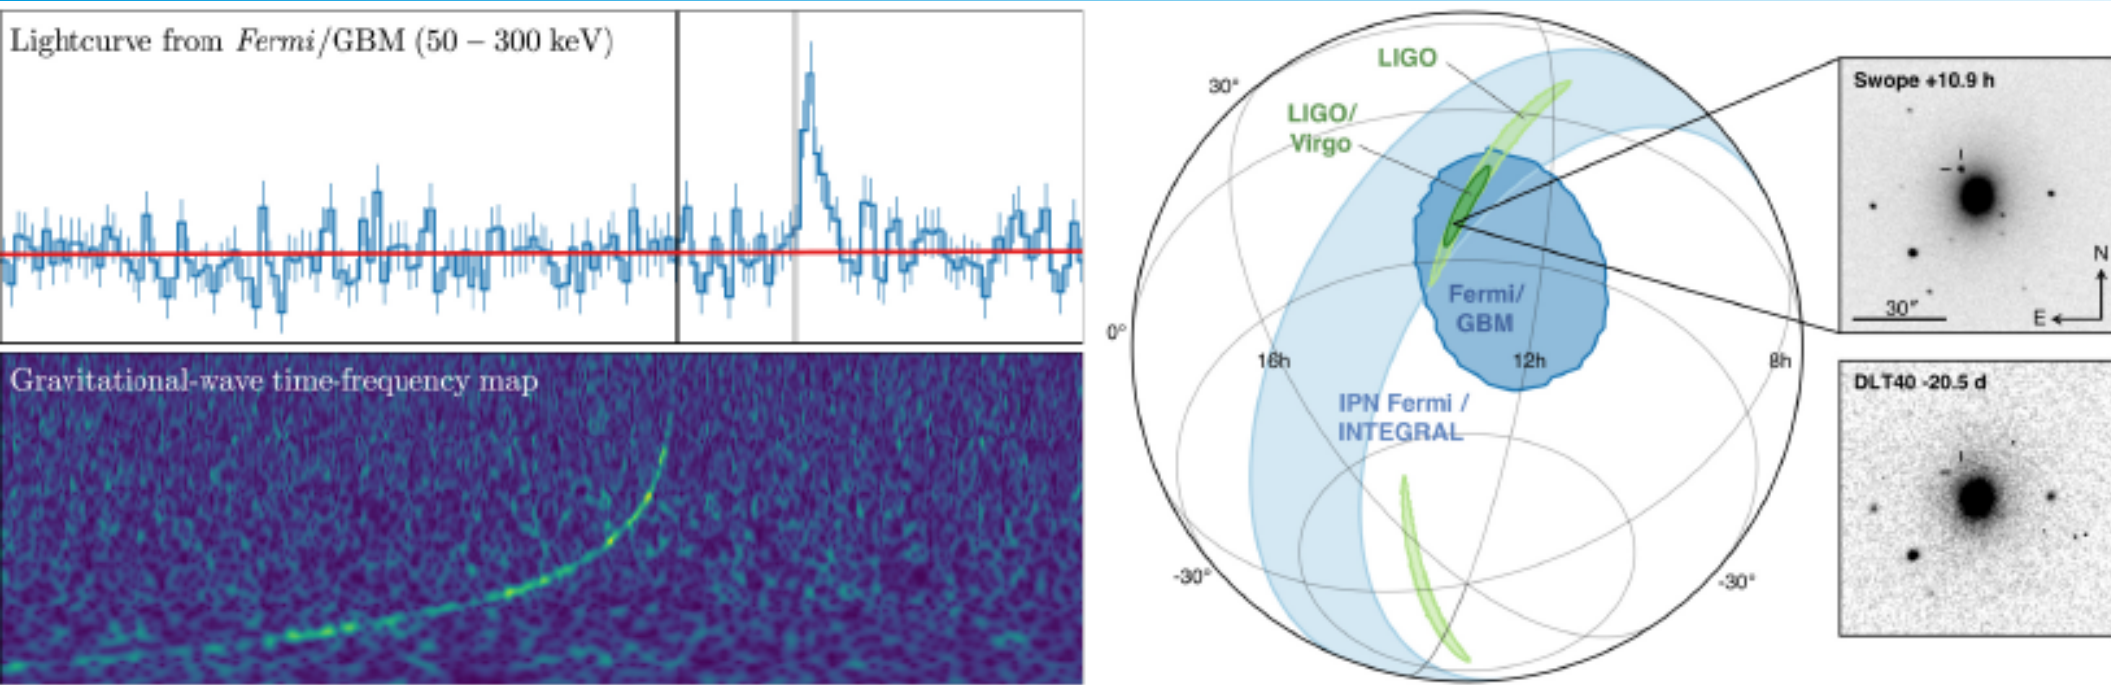 Lightcurve from Fermi/GBM (50 – 300 keV)
Gravitational-wave time-frequency map
LIGO
30°
LIGO/
Virgo
Fermi/
GBM
0°
16h
12h
8h
IPN Fermi /
INTEGRAL
-30°
-30°
Swope +10.9 h
N
30"
E
DLT40 -20.5 d